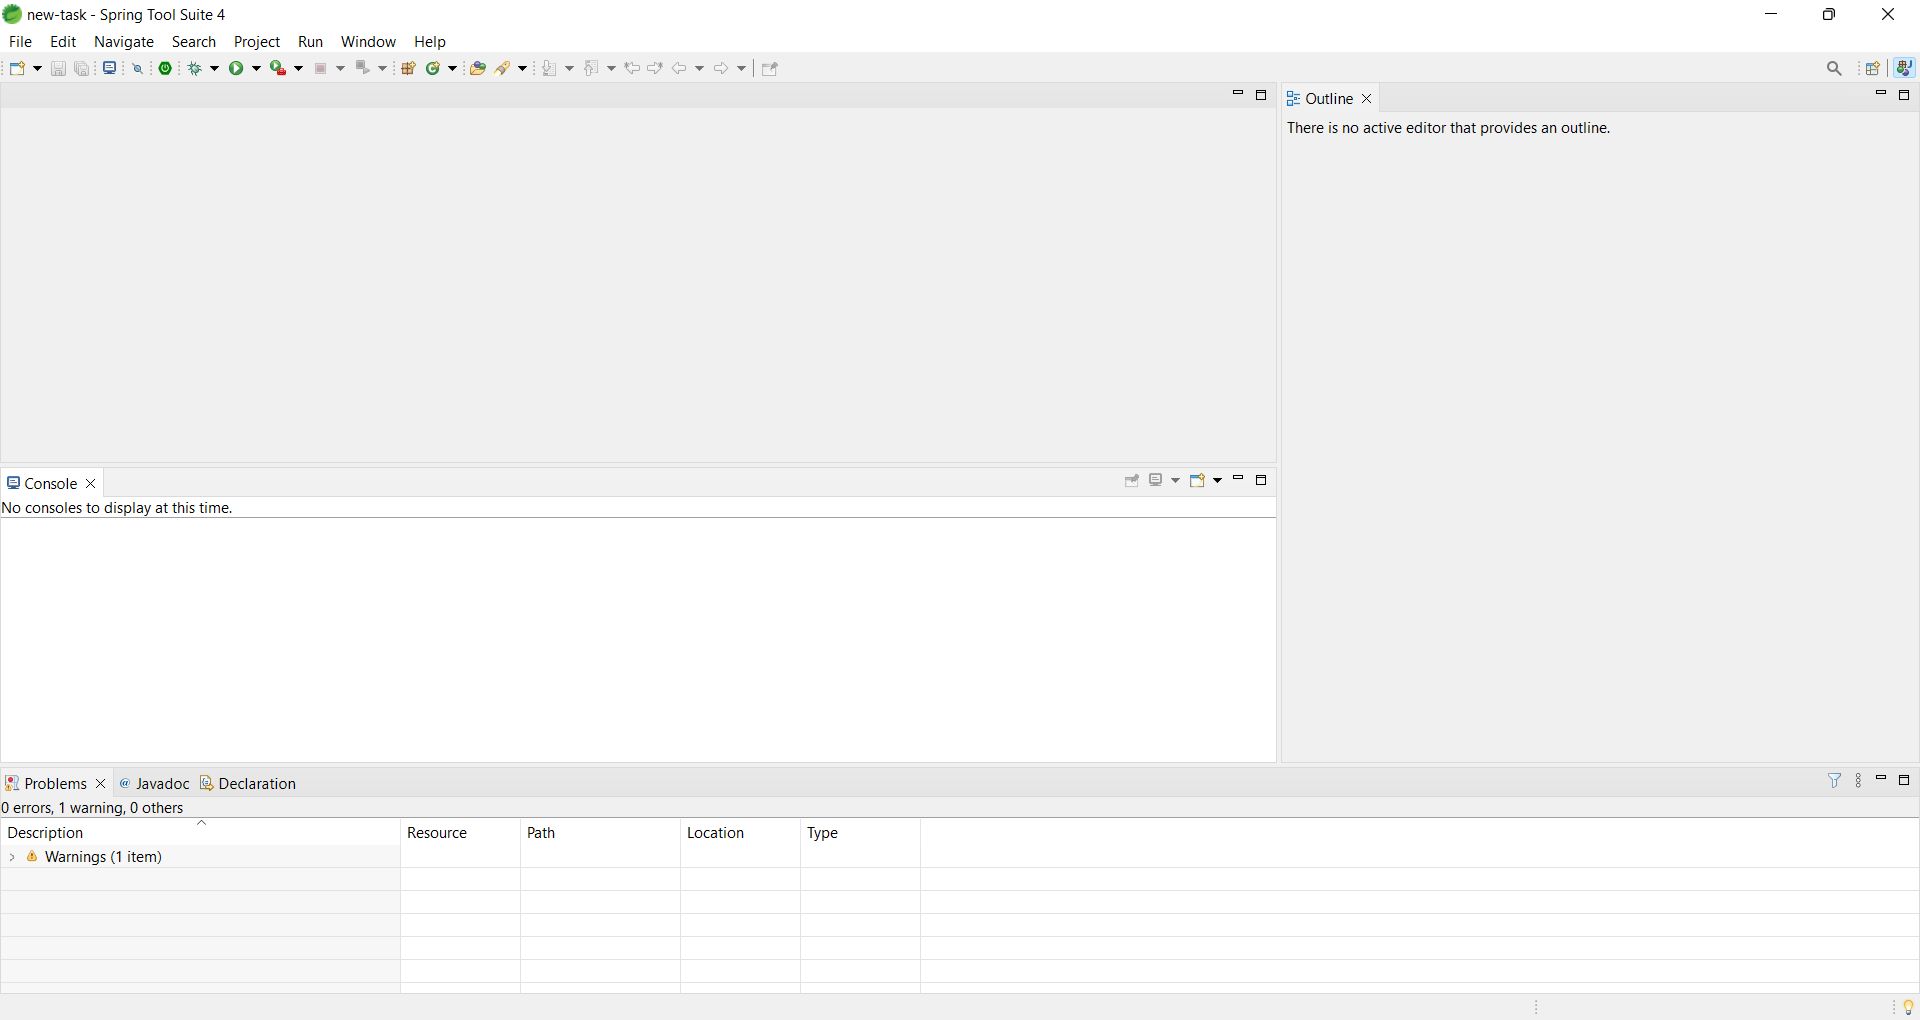 new-task - Spring Tool Suite 4
File Edit Navigate Search Project Run Window Help
Outline
There is no active editor that provides an outline.
Console
No consoles to display at this time.
Problems @ Javadoc Declaration
0 errors, 1 warning, 0 others
Description Resource Path Location Type
Warnings (1 item)